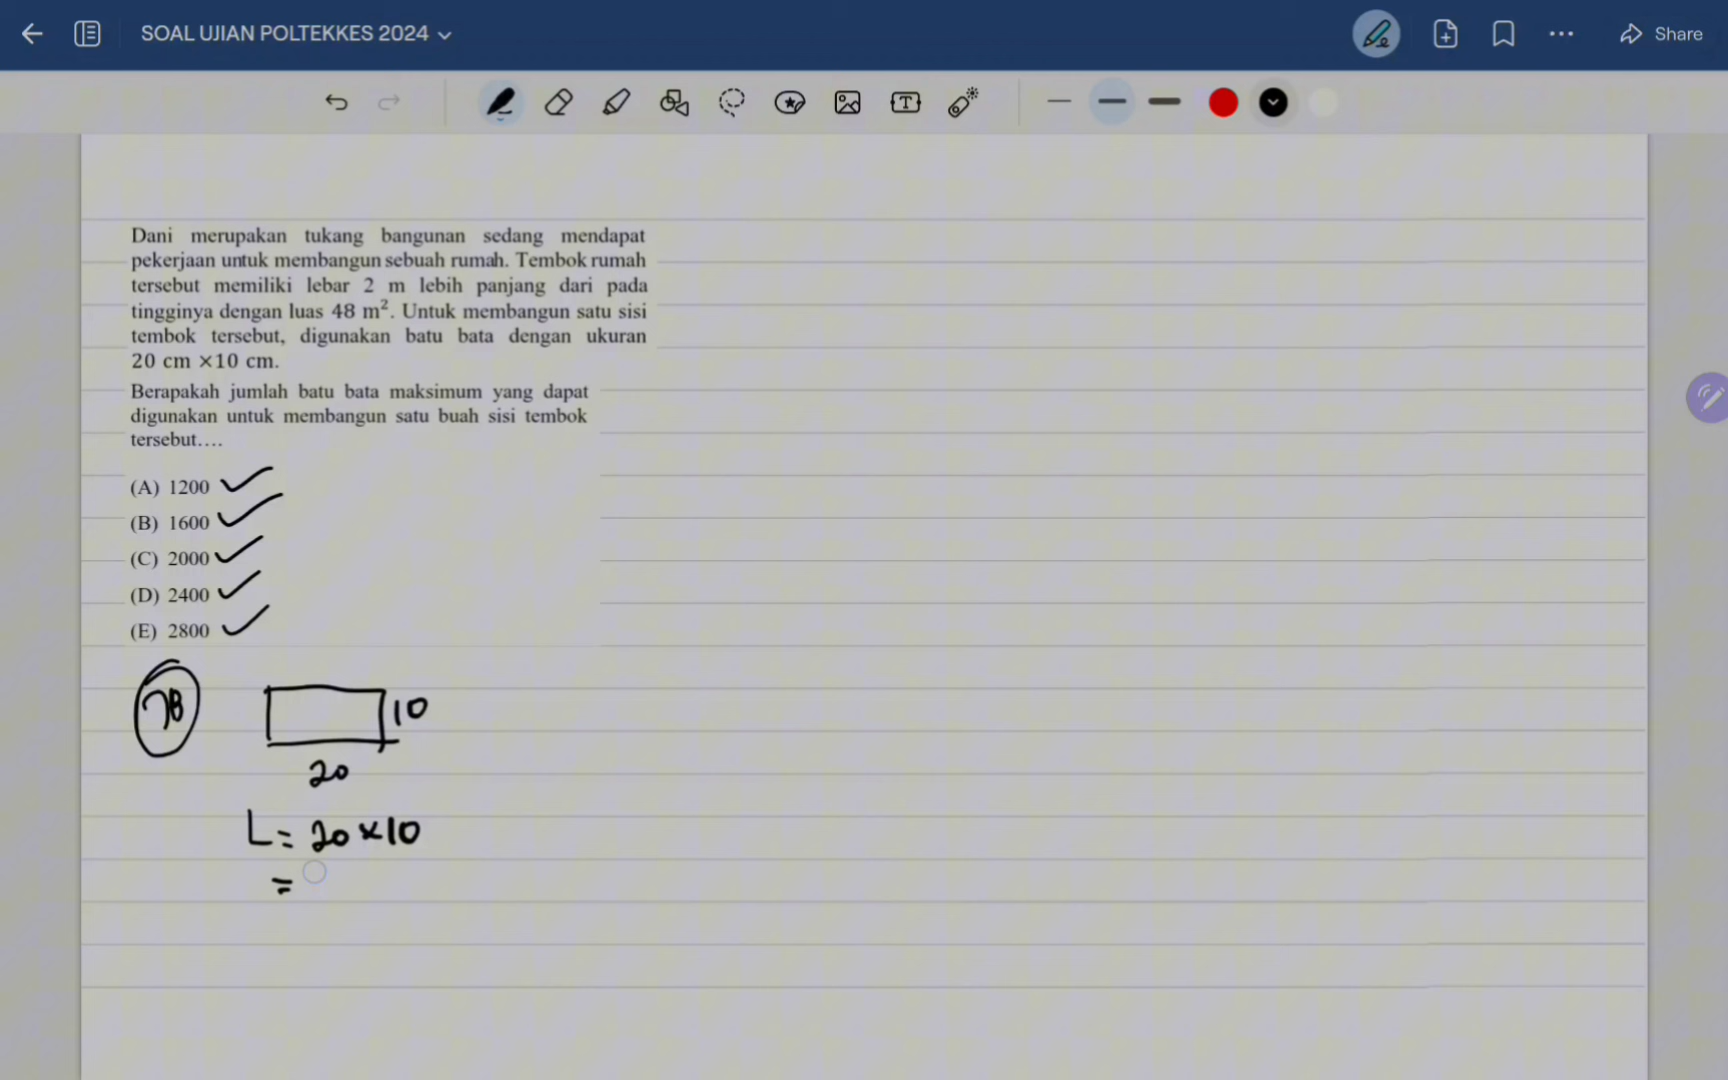 SOAL UJIAN POLTEKKES 2024
Share
Dani merupakan tukang bangunan sedang mendapat
pekerjaan untuk membangun sebuah rumah. Tembok rumah
tersebut memiliki lebar 2 m lebih panjang dari pada
tingginya dengan luas 48 m². Untuk membangun satu sisi
tembok tersebut, digunakan batu bata dengan ukuran
20 cm ×10 cm.
Berapakah jumlah batu bata maksimum yang dapat
digunakan untuk membangun satu buah sisi tembok
tersebut....
(A) 1200
(B) 1600
(C) 2000
(D) 2400
(E) 2800
10
20
L = 20 × 10
=